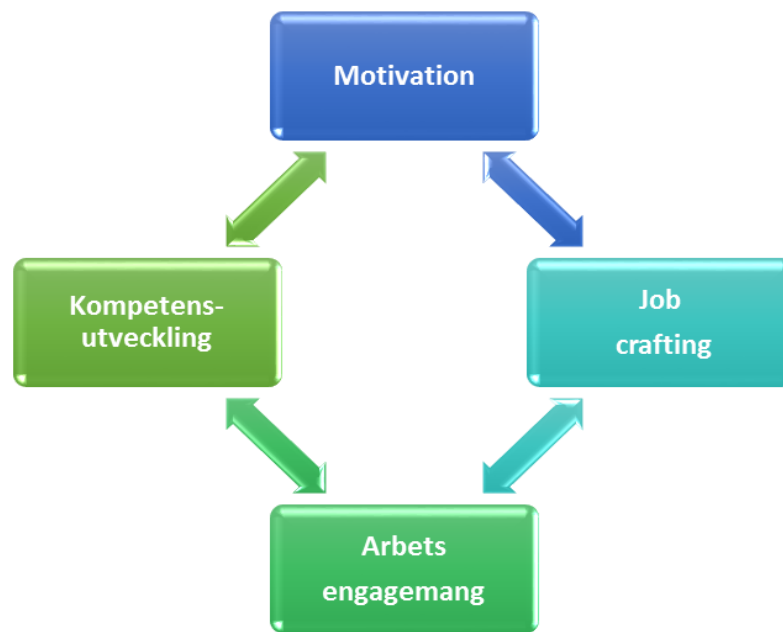 Motivation
Kompetens-
utveckling
Job
crafting
Arbets
engagemang